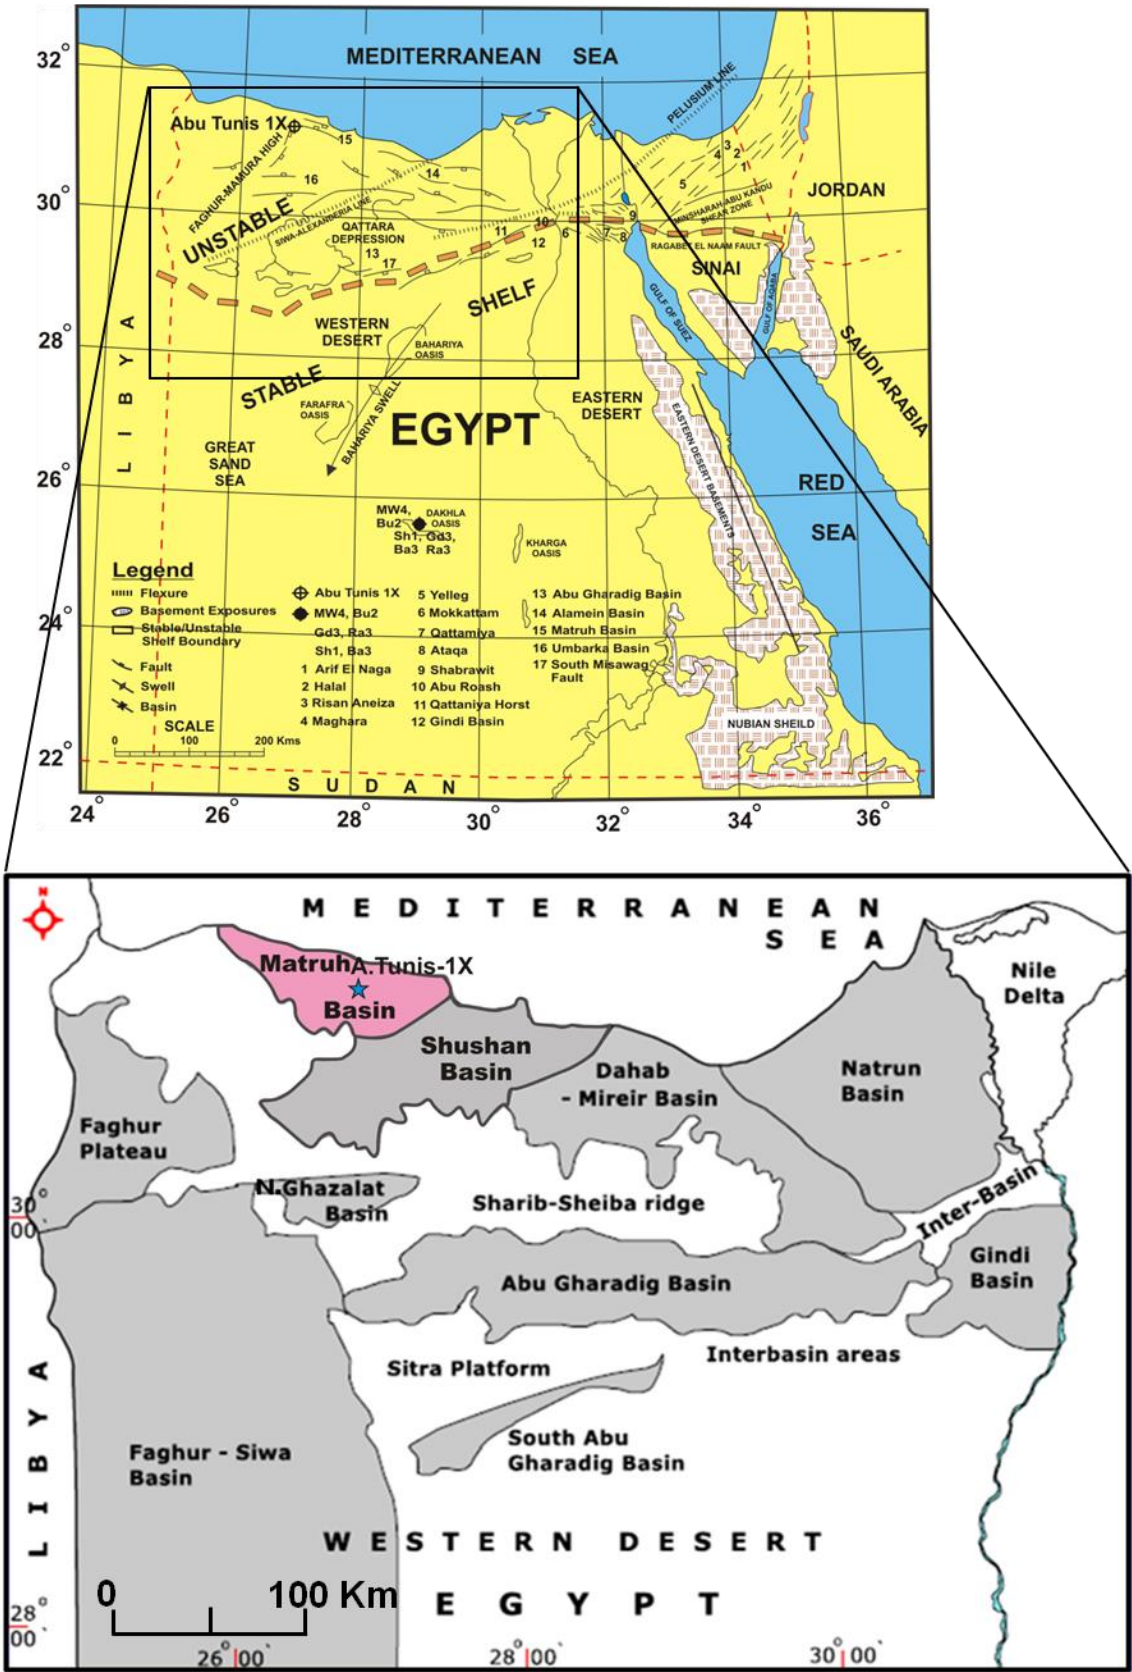 MEDITERRANEAN SEA
32°
PELUSIUM LINE
Abu Tunis 1X
15
3
4 2
1
FAGHUR-MAMURA HIGH
16
14
5
30°
JORDAN
UNSTABLE
SIWA-ALEXANDERIA LINE
MINSHARAH-ABU KANDU
SHEAR ZONE
QATTARA
DEPRESSION
11
10
6
9
7 8
12
RAGABET EL NAAM FAULT
13
17
SINAI
SHELF
GULF OF SUEZ
GULF OF AQABA
28°
WESTERN
DESERT
BAHARIYA
OASIS
SAUDI ARABIA
LIBYA
STABLE
FARAFRA
OASIS
BAHARIYA SWELL
EASTERN
DESERT
EGYPT
GREAT
SAND
SEA
EASTERN DESERT BASEMENTS
26°
RED
SEA
MW4,
Bu2
DAKHLA
OASIS
Sh1, Gd3,
Ba3 Ra3
KHARGA
OASIS
Legend
Flexure
Basement Exposures
Stable/Unstable
Shelf Boundary
Fault
Swell
Basin
SCALE
0 100 200 Kms
Abu Tunis 1X
MW4, Bu2
Gd3, Ra3
Sh1, Ba3
1 Arif El Naga
2 Halal
3 Risan Aneiza
4 Maghara
5 Yelleg
6 Mokkattam
7 Qattamiya
8 Ataqa
9 Shabrawit
10 Abu Roash
11 Qattaniya Horst
12 Gindi Basin
13 Abu Gharadig Basin
14 Alamein Basin
15 Matruh Basin
16 Umbarka Basin
17 South Misawag
Fault
24°
NUBIAN SHEILD
22°
SUDAN
24° 26° 28° 30° 32° 34° 36°
N
MEDITERRANEAN
SEA
Matruh A.Tunis-1X
Basin
Nile
Delta
Shushan
Basin
Dahab
- Mireir Basin
Natrun
Basin
Faghur
Plateau
N.Ghazalat
Basin
Sharib-Sheiba ridge
Inter-Basin
30°
00`
Abu Gharadig Basin
Gindi
Basin
Interbasin areas
Sitra Platform
LIBYA
South Abu
Gharadig Basin
Faghur - Siwa
Basin
WESTERN DESERT
0 100 Km
EGYPT
28°
00`
26°00` 28°00` 30°00`